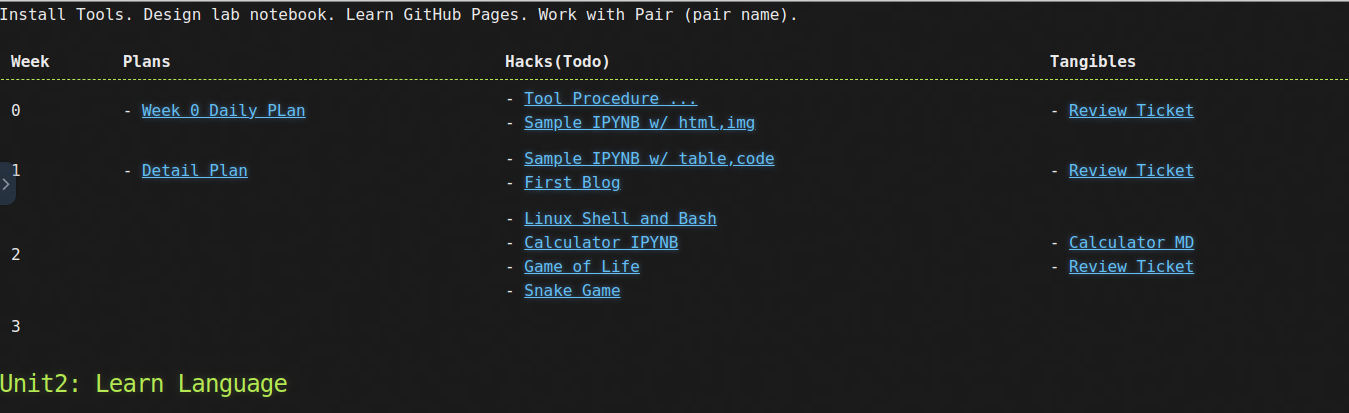 Install Tools. Design lab notebook. Learn GitHub Pages. Work with Pair (pair name).
Week Plans Hacks(Todo) Tangibles
- Tool Procedure ...
0 - Week 0 Daily PLan - Review Ticket
- Sample IPYNB w/ html,img
- Sample IPYNB w/ table,code
1 - Detail Plan - Review Ticket
- First Blog
- Linux Shell and Bash
- Calculator IPYNB - Calculator MD
2
- Game of Life - Review Ticket
- Snake Game
3
Unit2: Learn Language